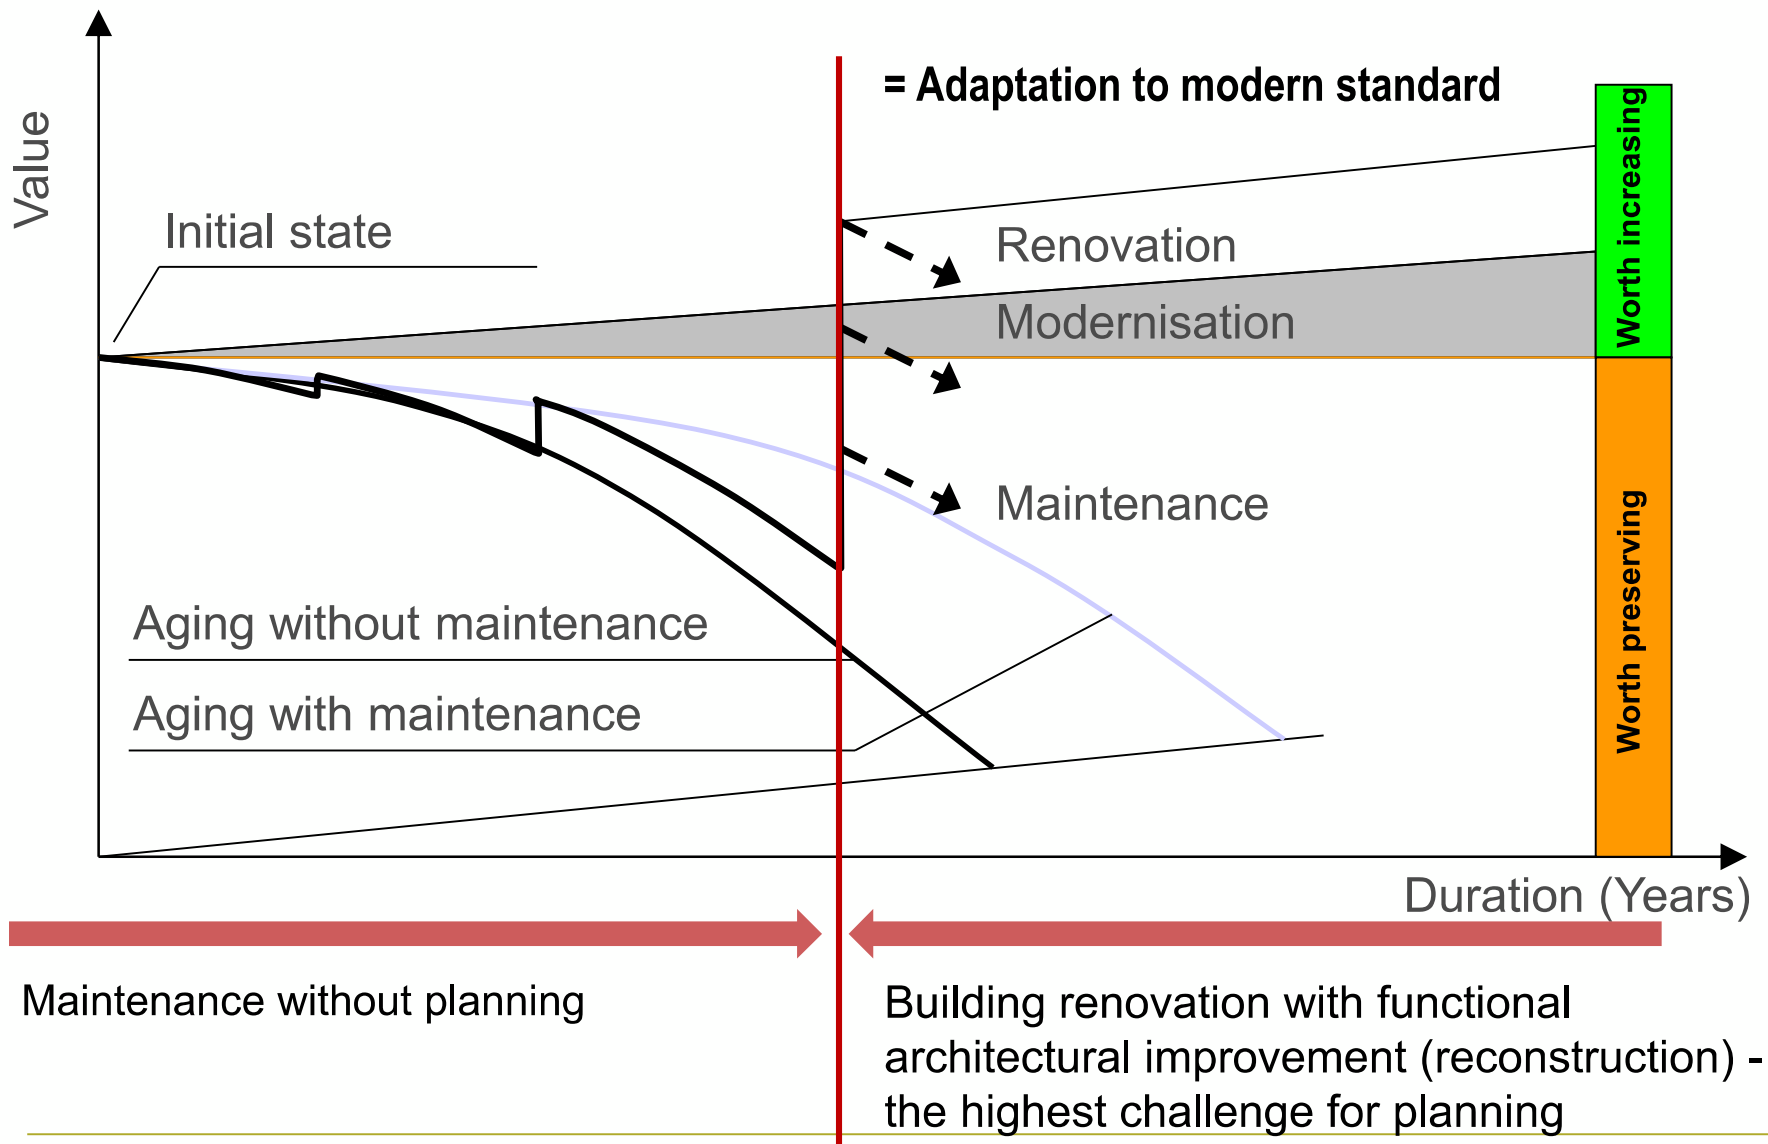 = Adaptation to modern standard
Value
Initial state
Renovation
Modernisation
Maintenance
Worth increasing
Worth preserving
Aging without maintenance
Aging with maintenance
Duration (Years)
Maintenance without planning
Building renovation with functional
architectural improvement (reconstruction) -
the highest challenge for planning